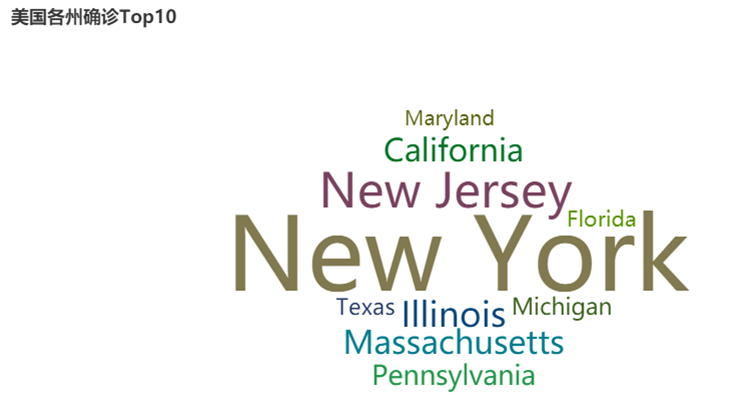 美国各州确诊Top10
Maryland
California
New Jersey
Florida
New York
Texas Illinois Michigan
Massachusetts
Pennsylvania